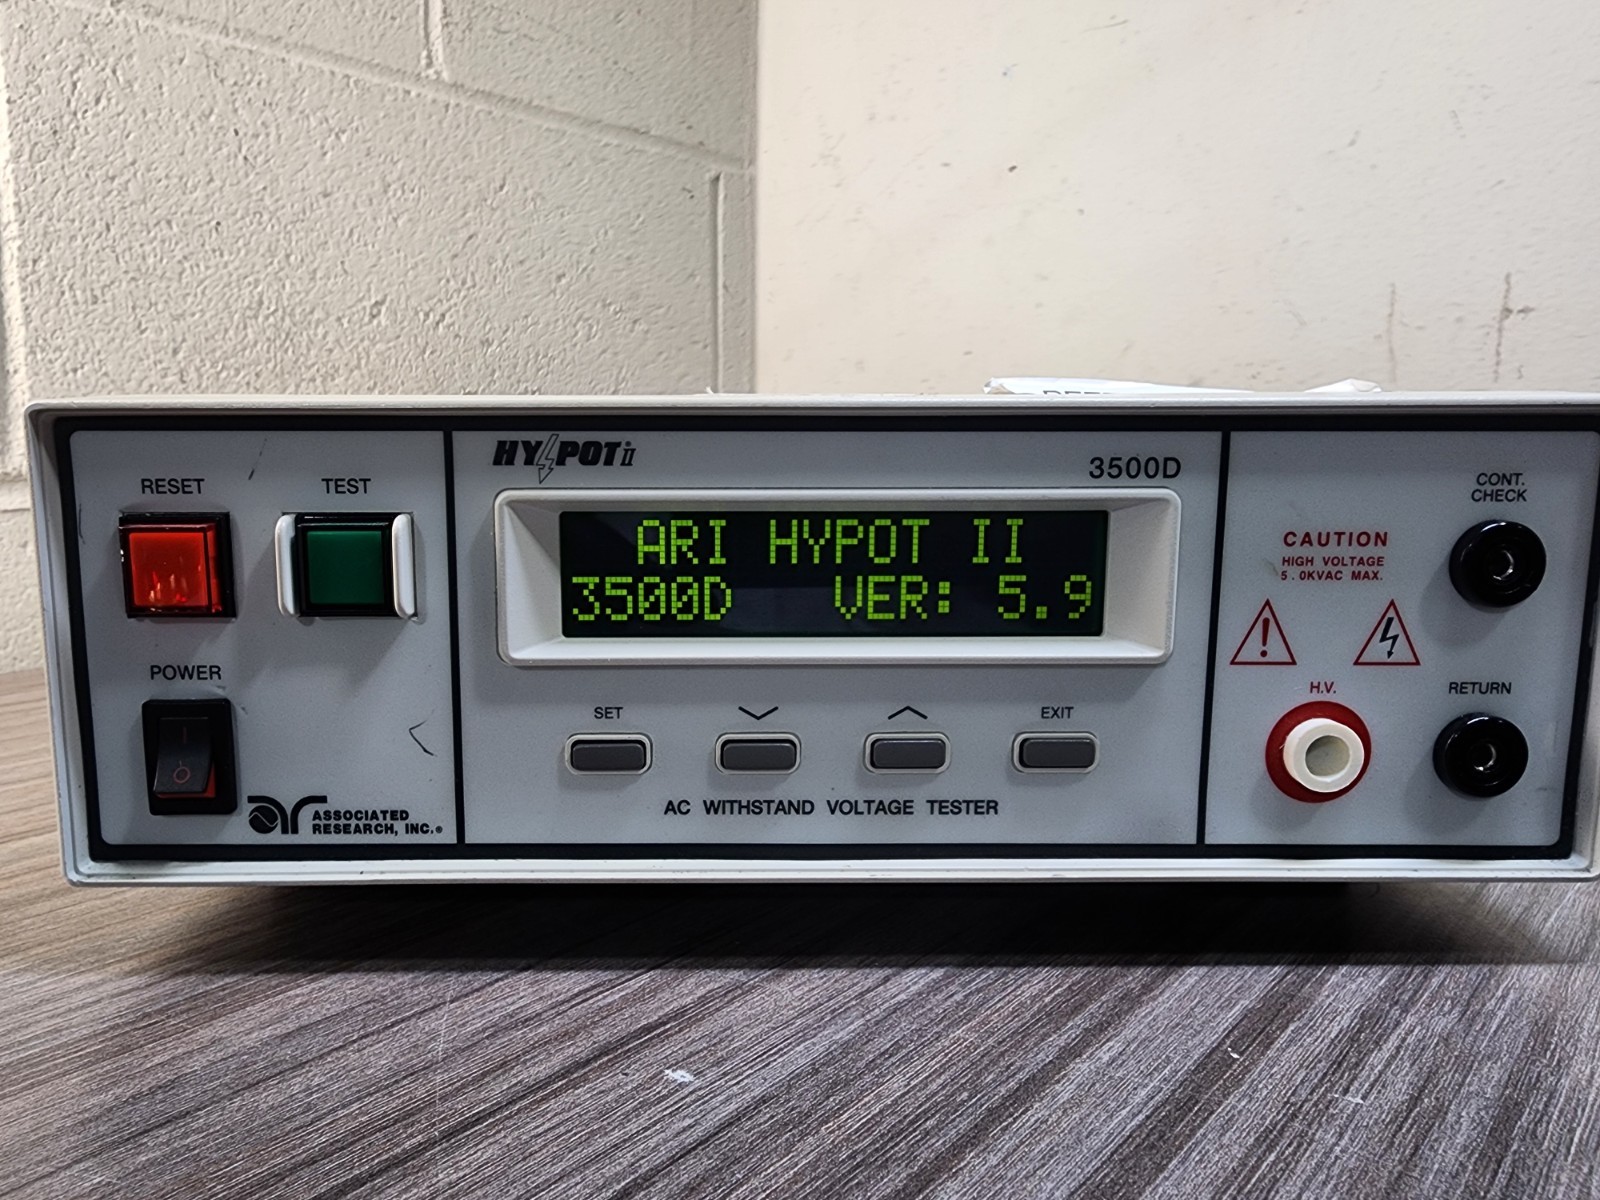 RESET
TEST
POWER
ASSOCIATED
RESEARCH, INC.®
HYPOT II
3500D
ARI HYPOT II
3500D VER: 5.9
SET
EXIT
AC WITHSTAND VOLTAGE TESTER
CONT.
CHECK
CAUTION
HIGH VOLTAGE
5.0KVAC MAX.
H.V.
RETURN